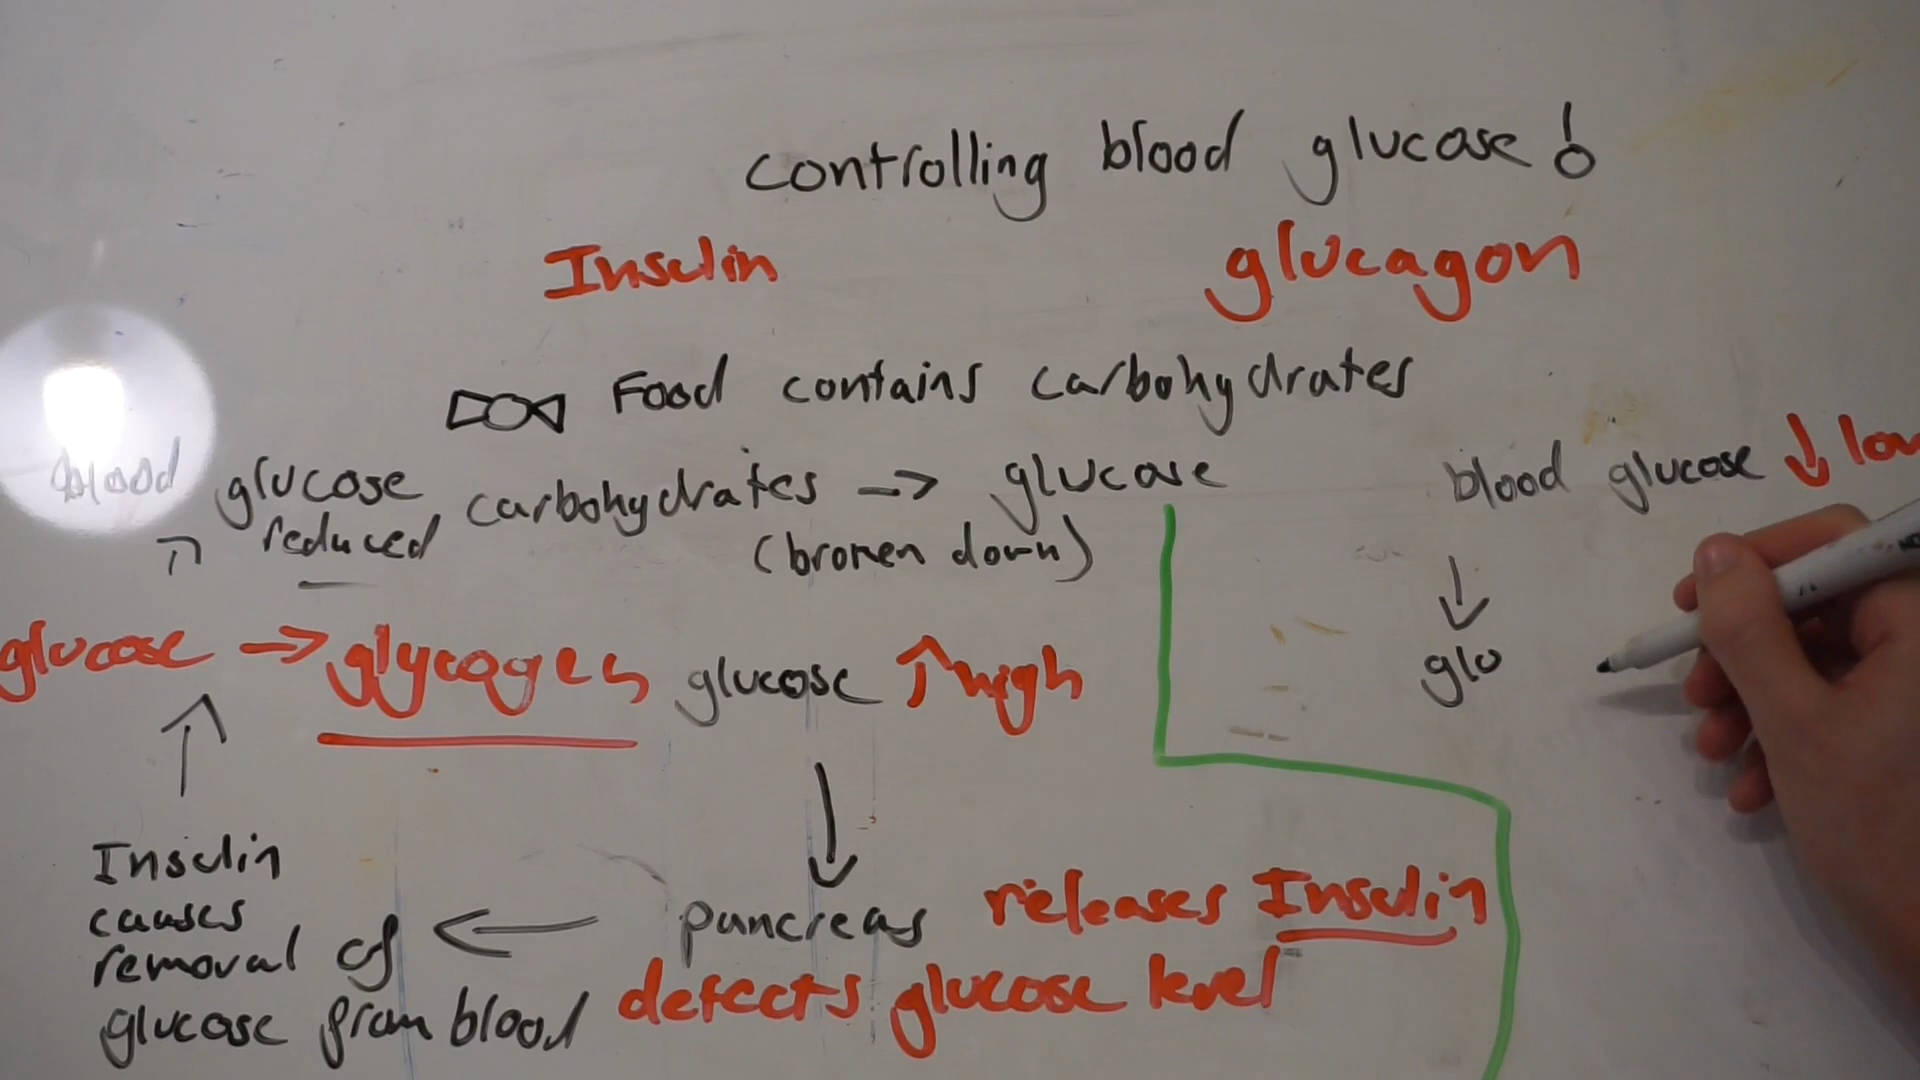 controlling blood glucose!
Insulin glucagon
Food contains carbohydrates
blood glucose reduced
carbohydrates -> glucose
(broken down)
glucose -> glycogen
glucose ↑ high
pancreas releases Insulin
detects glucose level
Insulin
causes
removal of
glucose from blood
blood glucose ↓ low
glu